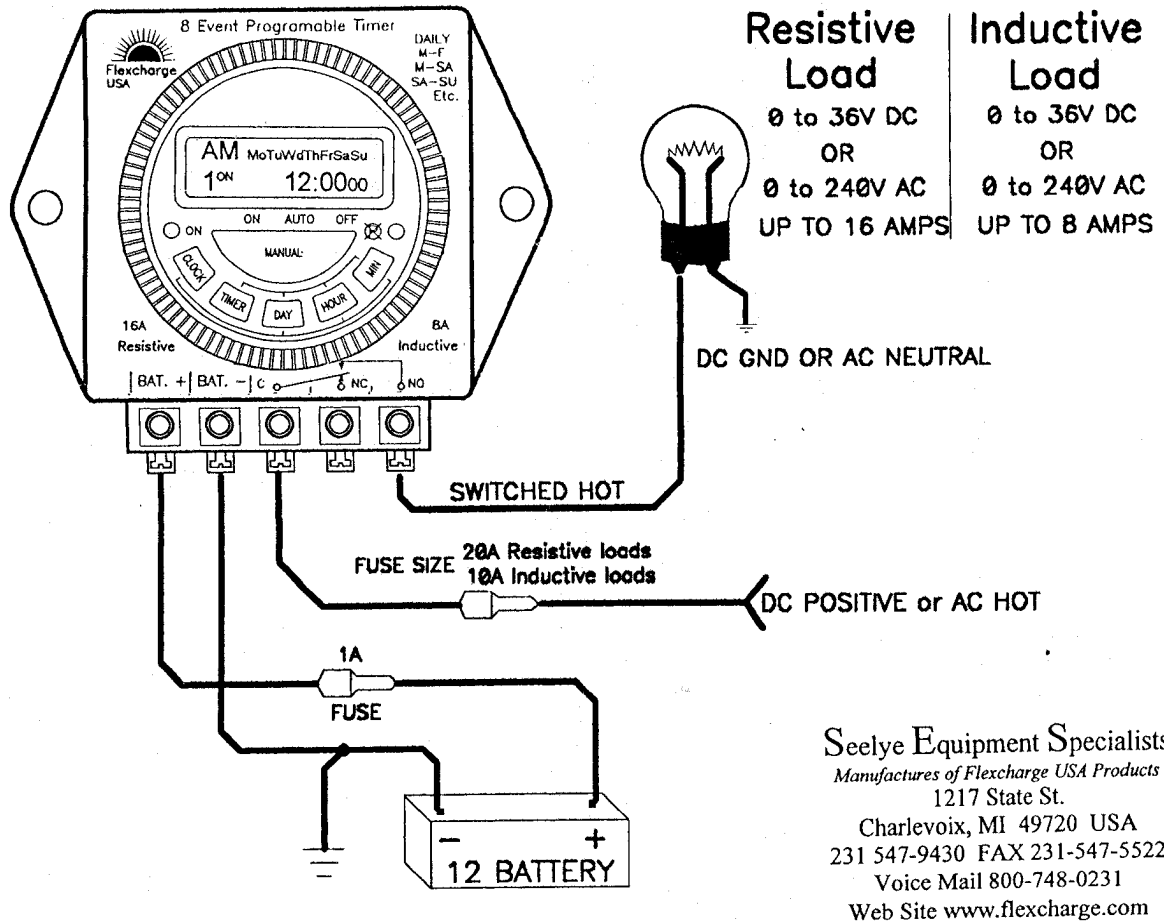 8 Event Programable Timer
Flexcharge
USA
DAILY
M-F
M-SA
SA-SU
Etc.
AM MoTuWdThFrSaSu
1ON 12:0000
ON AUTO OFF
ON
MANUAL
CLOCK
TIMER
DAY
HOUR
MIN
16A
Resistive
8A
Inductive
BAT. + BAT. - C NC NO
Resistive
Load
0 to 36V DC
OR
0 to 240V AC
UP TO 16 AMPS
Inductive
Load
0 to 36V DC
OR
0 to 240V AC
UP TO 8 AMPS
DC GND OR AC NEUTRAL
SWITCHED HOT
FUSE SIZE 20A Resistive loads
10A Inductive loads
DC POSITIVE or AC HOT
1A
FUSE
- +
12 BATTERY
Seelye Equipment Specialists
Manufactures of Flexcharge USA Products
1217 State St.
Charlevoix, MI 49720 USA
231 547-9430 FAX 231-547-5522
Voice Mail 800-748-0231
Web Site www.flexcharge.com